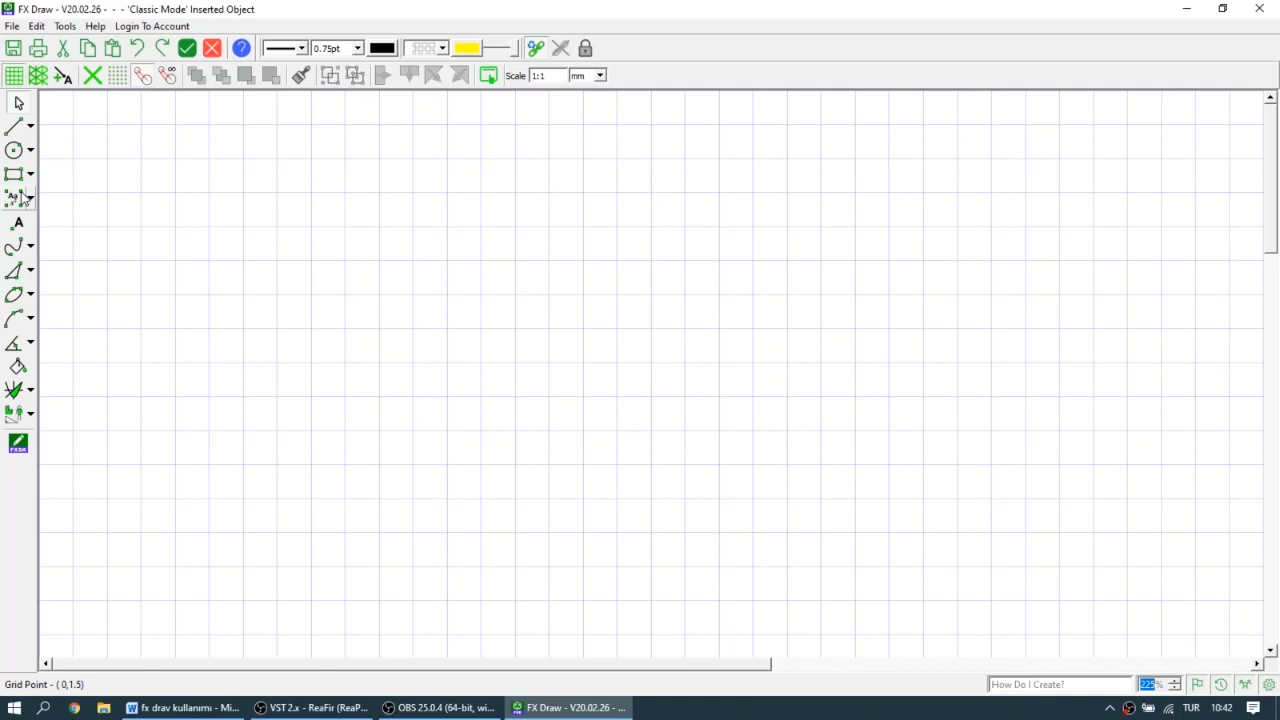 FX Draw - V20.02.26 - - - 'Classic Mode' Inserted Object
File Edit Tools Help Login To Account
0.75pt
Scale 1:1 mm
A
Grid Point - ( 0,1.5)
How Do I Create?
225%
fx drav kullanımı - Mi...
VST 2.x - ReaFir (ReaP...
OBS 25.0.4 (64-bit, wi...
FX Draw - V20.02.26 - ...
TUR
10:42